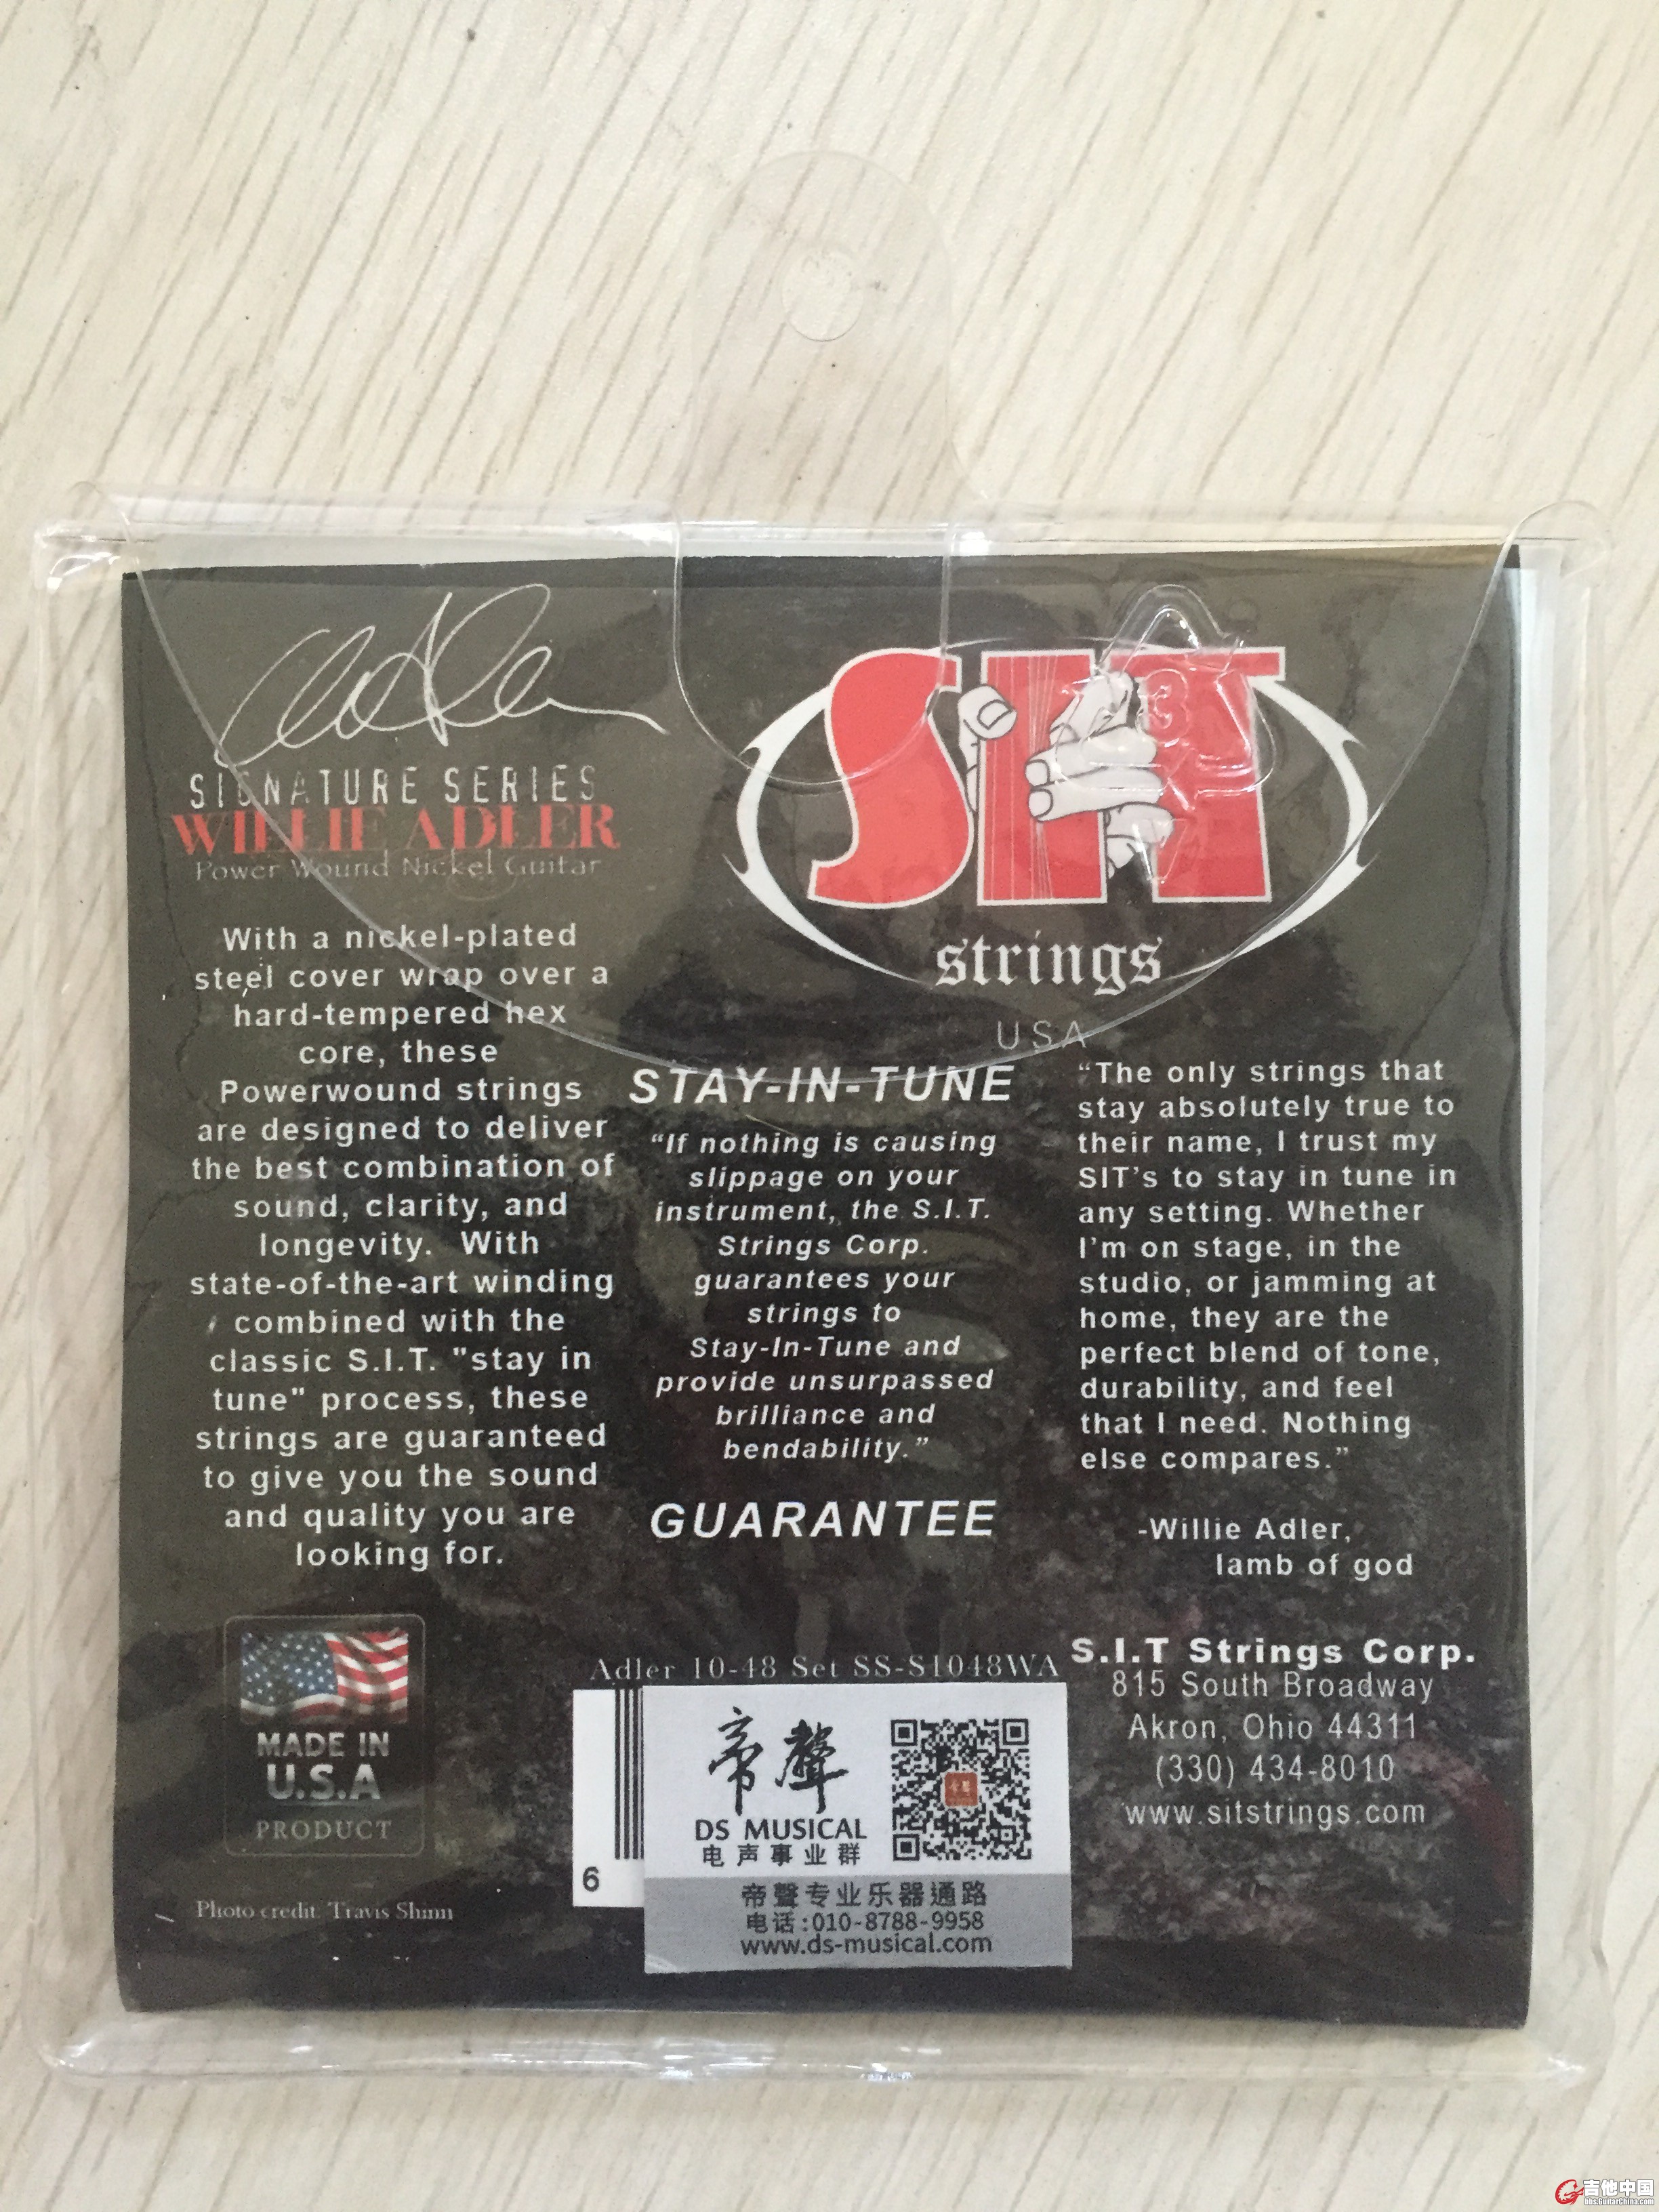 SIGNATURE SERIES
WILLIE ADLER
Power Wound Nickel Guitar
With a nickel-plated
steel cover wrap over a
hard-tempered hex
core, these
Powerwound strings
are designed to deliver
the best combination of
sound, clarity, and
longevity. With
state-of-the-art winding
combined with the
classic S.I.T. "stay in
tune" process, these
strings are guaranteed
to give you the sound
and quality you are
looking for.
MADE IN
U.S.A
PRODUCT
Photo credit: Travis Shinn
SIT
strings
USA
3
STAY-IN-TUNE
“If nothing is causing
slippage on your
instrument, the S.I.T.
Strings Corp.
guarantees your
strings to
Stay-In-Tune and
provide unsurpassed
brilliance and
bendability.”
GUARANTEE
“The only strings that
stay absolutely true to
their name, I trust my
SIT’s to stay in tune in
any setting. Whether
I’m on stage, in the
studio, or jamming at
home, they are the
perfect blend of tone,
durability, and feel
that I need. Nothing
else compares.”
-Willie Adler,
lamb of god
Adler 10-48 Set SS-S1048WA
6
帝聲
DS MUSICAL
电声事业群
帝聲专业乐器通路
电话:010-8788-9958
www.ds-musical.com
S.I.T Strings Corp.
815 South Broadway
Akron, Ohio 44311
(330) 434-8010
www.sitstrings.com
吉他中国
bbs.GuitarChina.com